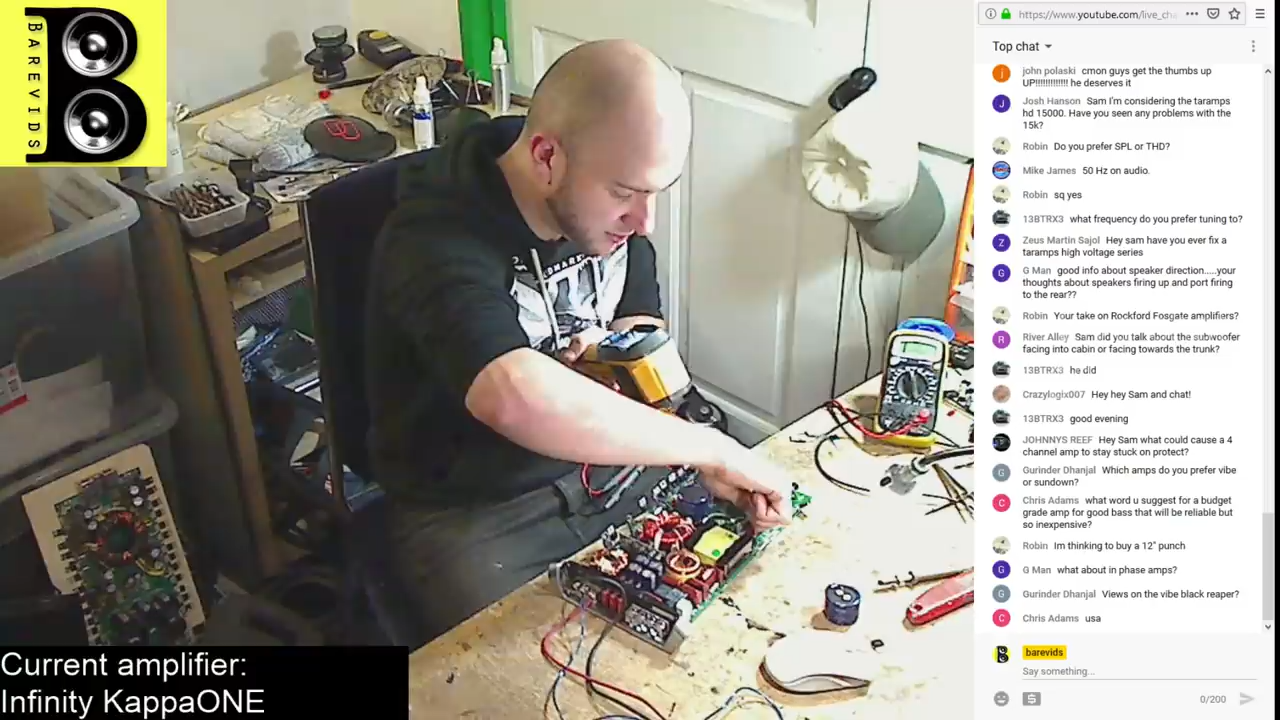 BAREVIDS
https://www.youtube.com/live_ch
Top chat
john polaski cmon guys get the thumbs up
UP!!!!!!!!!!!!! he deserves it
Josh Hanson Sam I'm considering the taramps
hd 15000. Have you seen any problems with the
15k?
Robin Do you prefer SPL or THD?
Mike James 50 Hz on audio.
Robin sq yes
13BTRX3 what frequency do you prefer tuning to?
Zeus Martin Sajol Hey sam have you ever fix a
taramps high voltage series
G Man good info about speaker direction.....your
thoughts about speakers firing up and port firing
to the rear??
Robin Your take on Rockford Fosgate amplifiers?
River Alley Sam did you talk about the subwoofer
facing into cabin or facing towards the trunk?
13BTRX3 he did
Crazylogix007 Hey hey Sam and chat!
13BTRX3 good evening
JOHNNYS REEF Hey Sam what could cause a 4
channel amp to stay stuck on protect?
Gurinder Dhanjal Which amps do you prefer vibe
or sundown?
Chris Adams what word u suggest for a budget
grade amp for good bass that will be reliable but
so inexpensive?
Robin Im thinking to buy a 12" punch
G Man what about in phase amps?
Gurinder Dhanjal Views on the vibe black reaper?
Chris Adams usa
barevids
Say something...
0/200
Current amplifier:
Infinity KappaONE